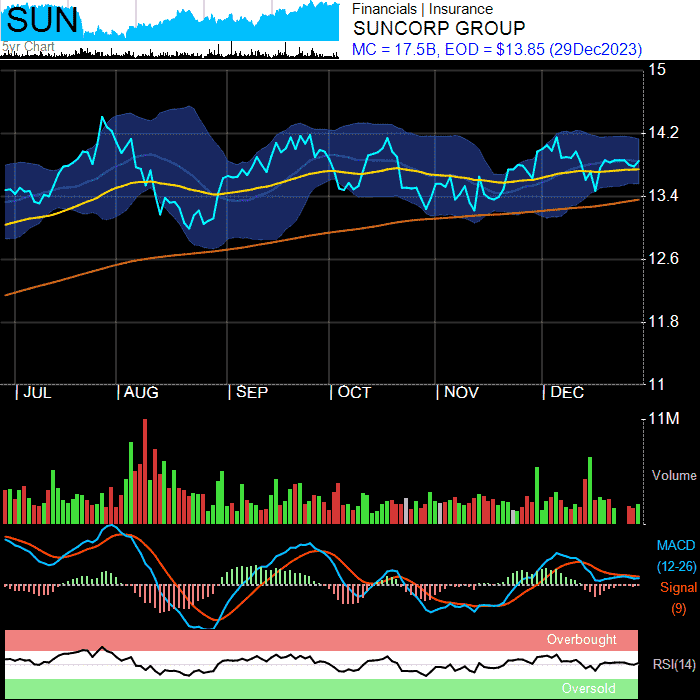 SUN
5yr Chart
Financials | Insurance
SUNCORP GROUP
MC = 17.5B, EOD = $13.85 (29Dec2023)
15
14.2
13.4
12.6
11.8
11
JUL AUG SEP OCT NOV DEC
11M
Volume
MACD
(12-26)
Signal
(9)
Overbought
RSI(14)
Oversold